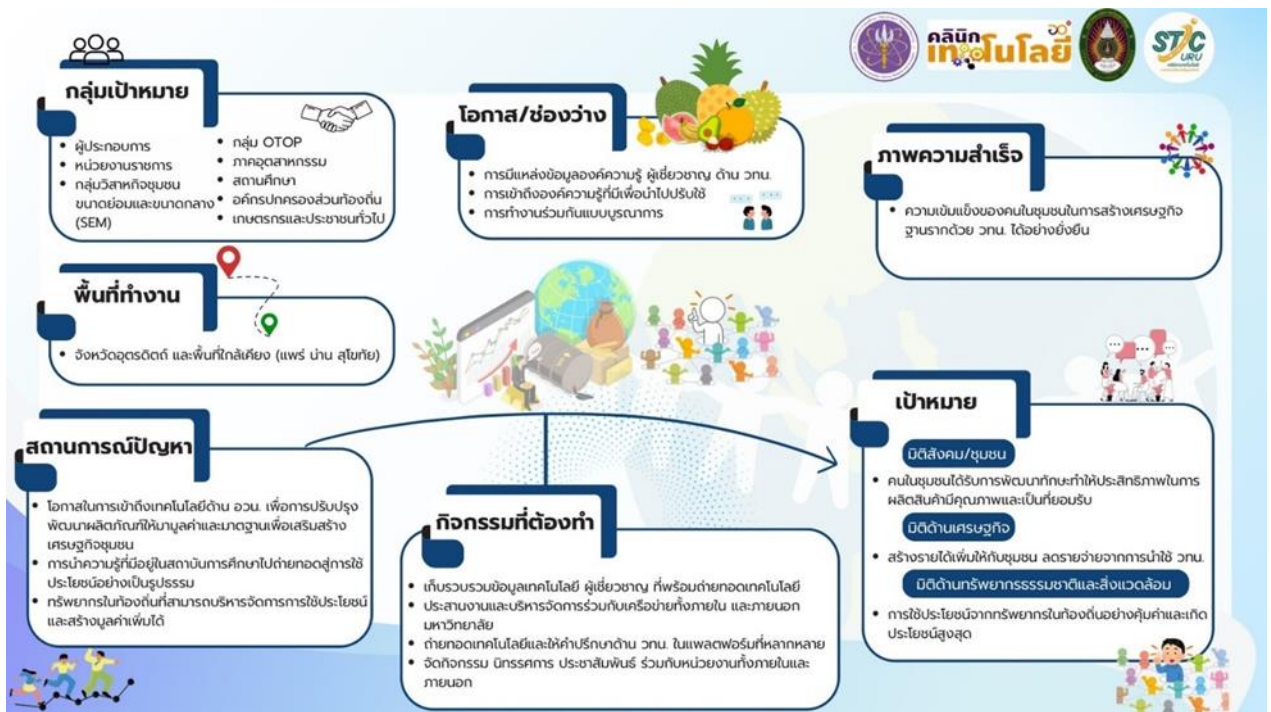 คลินิก
เทคโนโลยี
STIC
URU
กลุ่มเป้าหมาย
• ผู้ประกอบการ
• หน่วยงานราชการ
• กลุ่มวิสาหกิจชุมชน
ขนาดย่อมและขนาดกลาง
(SEM)
• กลุ่ม OTOP
• ภาคอุตสาหกรรม
• สถานศึกษา
• องค์กรปกครองส่วนท้องถิ่น
• เกษตรกรและประชาชนทั่วไป
โอกาส/ช่องว่าง
• การมีแหล่งข้อมูลองค์ความรู้ ผู้เชี่ยวชาญ ด้าน วทน.
• การเข้าถึงองค์ความรู้ที่มีเพื่อนำไปปรับใช้
• การทำงานร่วมกันแบบบูรณาการ
ภาพความสำเร็จ
• ความเข้มแข็งของคนในชุมชนในการสร้างเศรษฐกิจ
ฐานรากด้วย วทน. ได้อย่างยั่งยืน
พื้นที่ทำงาน
• จังหวัดอุตรดิตถ์ และพื้นที่ใกล้เคียง (แพร่ น่าน สุโขทัย)
สถานการณ์ปัญหา
• โอกาสในการเข้าถึงเทคโนโลยีด้าน อวน. เพื่อการปรับปรุง
พัฒนาผลิตภัณฑ์ให้มามูลค่าและมาตฐานเพื่อเสริมสร้าง
เศรษฐกิจชุมชน
• การนำความรู้ที่มีอยู่ในสถาบันการศึกษาไปถ่ายทอดสู่การใช้
ประโยชน์อย่างเป็นรูปธรรม
• ทรัพยากรในท้องถิ่นที่สามารถบริหารจัดการการใช้ประโยชน์
และสร้างมูลค่าเพิ่มได้
กิจกรรมที่ต้องทำ
• เก็บรวบรวมข้อมูลเทคโนโลยี ผู้เชี่ยวชาญ ที่พร้อมถ่ายทอดเทคโนโลยี
• ประสานงานและบริหารจัดการร่วมกับเครือข่ายทั้งภายใน และภายนอก
มหาวิทยาลัย
• ถ่ายทอดเทคโนโลยีและให้คำปรึกษาด้าน วทน. ในแพลตฟอร์มที่หลากหลาย
• จัดกิจกรรม นิทรรศการ ประชาสัมพันธ์ ร่วมกับหน่วยงานทั้งภายในและ
ภายนอก
เป้าหมาย
มิติสังคม/ชุมชน
• คนในชุมชนได้รับการพัฒนาทักษะทำให้ประสิทธิภาพในการ
ผลิตสินค้ามีคุณภาพและเป็นที่ยอมรับ
มิติด้านเศรษฐกิจ
• สร้างรายได้เพิ่มให้กับชุมชน ลดรายจ่ายจากการนำใช้ วทน.
มิติด้านทรัพยากรธรรมชาติและสิ่งแวดล้อม
• การใช้ประโยชน์จากทรัพยากรในท้องถิ่นอย่างคุ้มค่าและเกิด
ประโยชน์สูงสุด